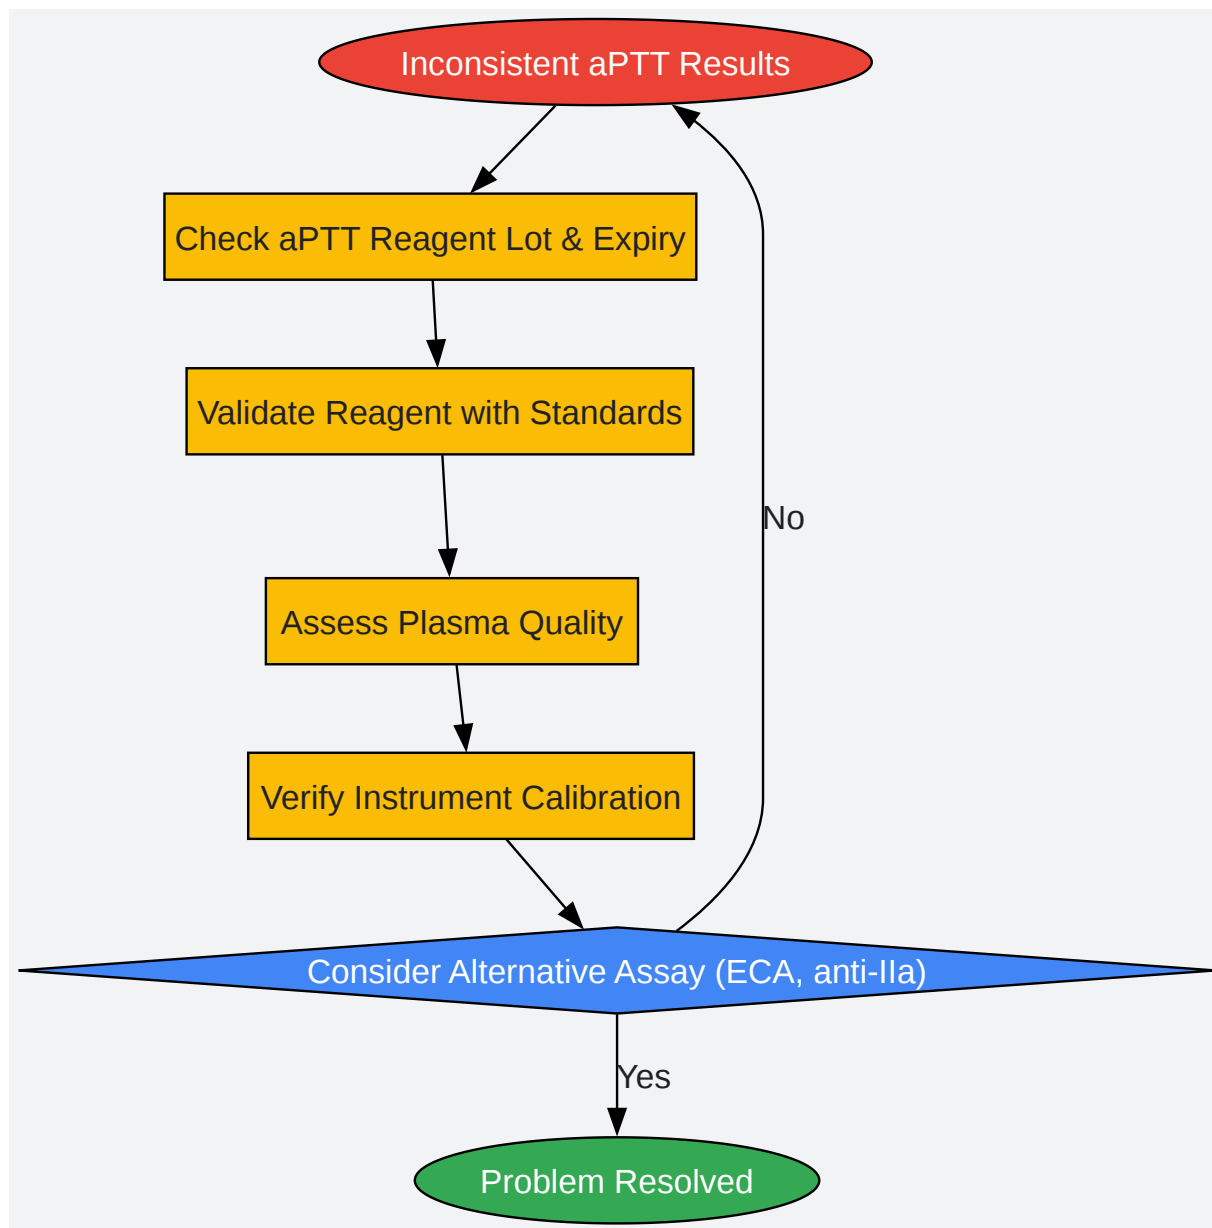 Inconsistent aPTT Results
Check aPTT Reagent Lot & Expiry
Validate Reagent with Standards
No
Assess Plasma Quality
Verify Instrument Calibration
Consider Alternative Assay (ECA, anti-IIa)
Yes
Problem Resolved